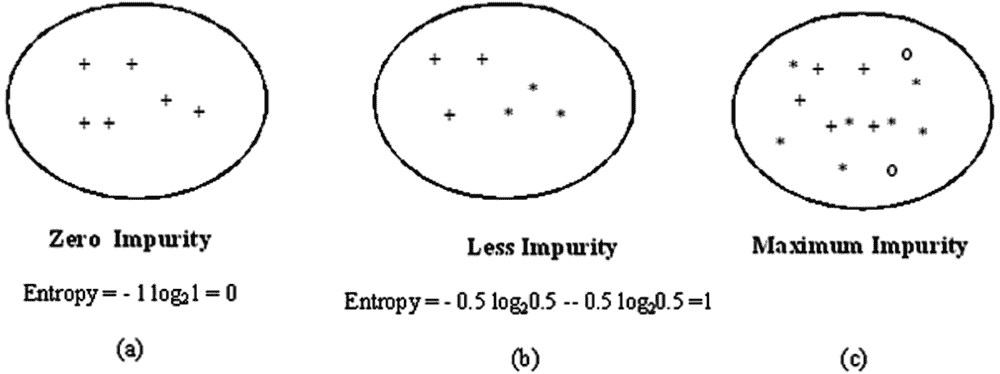 Zero Impurity
Less Impurity
Maximum Impurity
Entropy = - 1 log₂1 = 0
Entropy = - 0.5 log₂0.5 -- 0.5 log₂0.5 =1
(a)
(b)
(c)